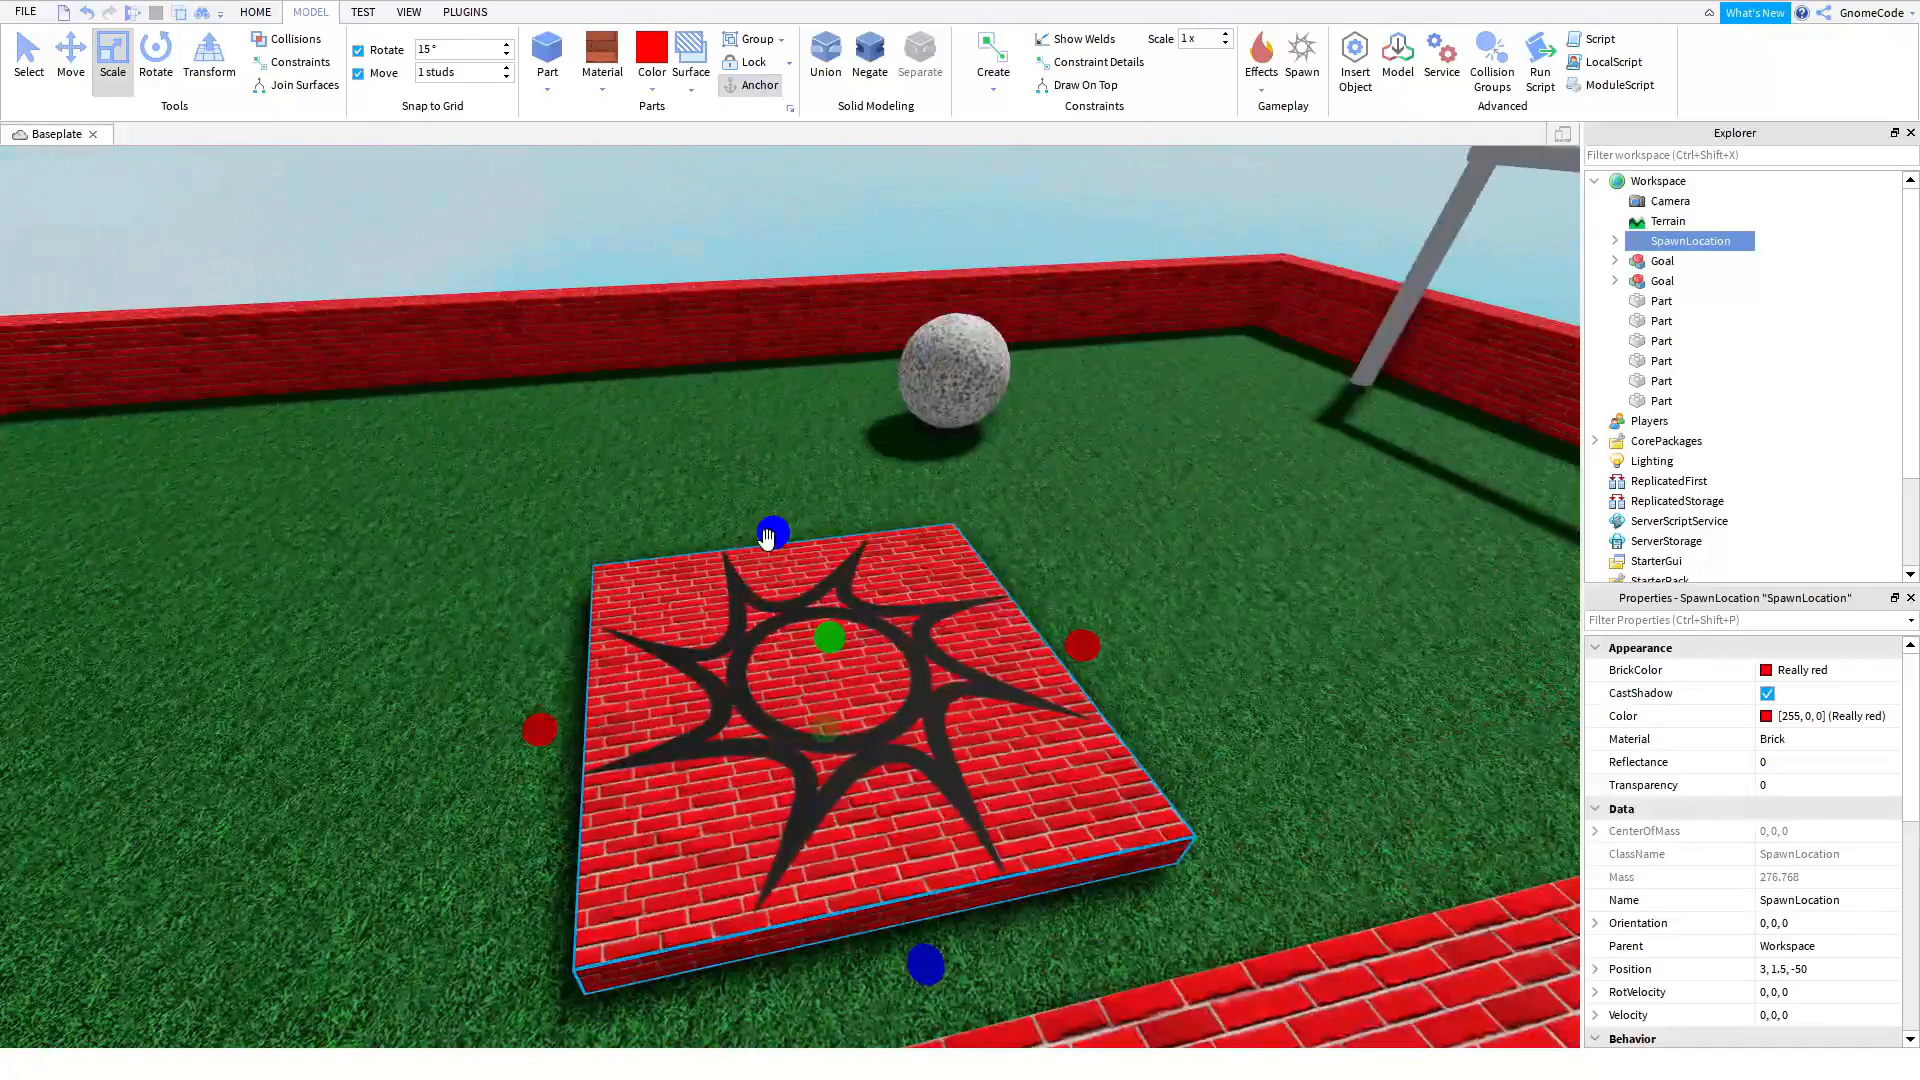 FILE HOME MODEL TEST VIEW PLUGINS What's New GnomeCode
Select Move Scale Rotate Transform
Collisions
Constraints
Join Surfaces
Tools
Rotate 15°
Move 1 studs
Snap to Grid
Part Material Color Surface
Group
Lock
Anchor
Parts
Union Negate Separate
Solid Modeling
Create
Show Welds Scale 1 x
Constraint Details
Draw On Top
Constraints
Effects Spawn
Gameplay
Insert Object
Model
Service
Collision Groups
Run Script
Script
LocalScript
ModuleScript
Advanced
Baseplate
Explorer
Filter workspace (Ctrl+Shift+X)
Workspace
Camera
Terrain
SpawnLocation
Goal
Goal
Part
Part
Part
Part
Part
Part
Players
CorePackages
Lighting
ReplicatedFirst
ReplicatedStorage
ServerScriptService
ServerStorage
StarterGui
StarterPack
Properties - SpawnLocation "SpawnLocation"
Filter Properties (Ctrl+Shift+P)
Appearance
BrickColor Really red
CastShadow
Color [255, 0, 0] (Really red)
Material Brick
Reflectance 0
Transparency 0
Data
CenterOfMass 0, 0, 0
ClassName SpawnLocation
Mass 276.768
Name SpawnLocation
Orientation 0, 0, 0
Parent Workspace
Position 3, 1.5, -50
RotVelocity 0, 0, 0
Velocity 0, 0, 0
Behavior